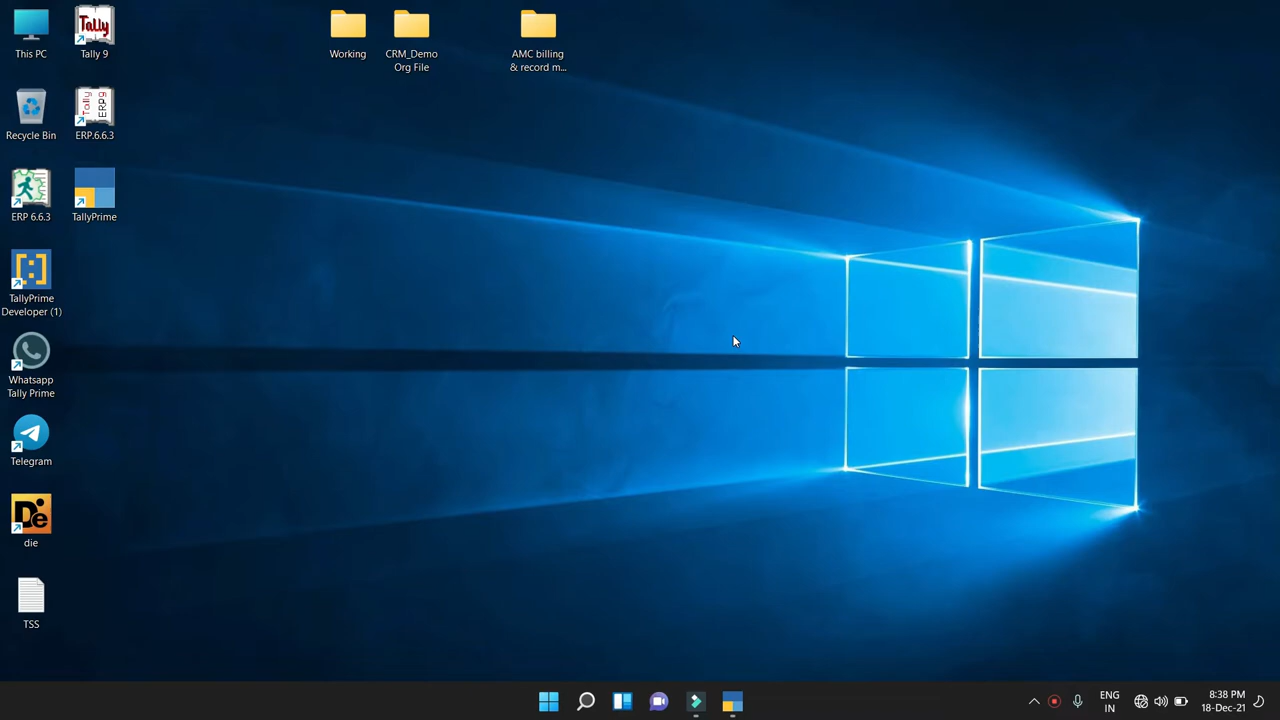 This PC
Tally
Tally 9
Working
CRM_Demo
Org File
AMC billing
& record m...
Recycle Bin
Tally
ERP9
ERP.6.6.3
ERP 6.6.3
TallyPrime
[:]
TallyPrime
Developer (1)
Whatsapp
Tally Prime
Telegram
De
die
TSS
ENG
IN
8:38 PM
18-Dec-21